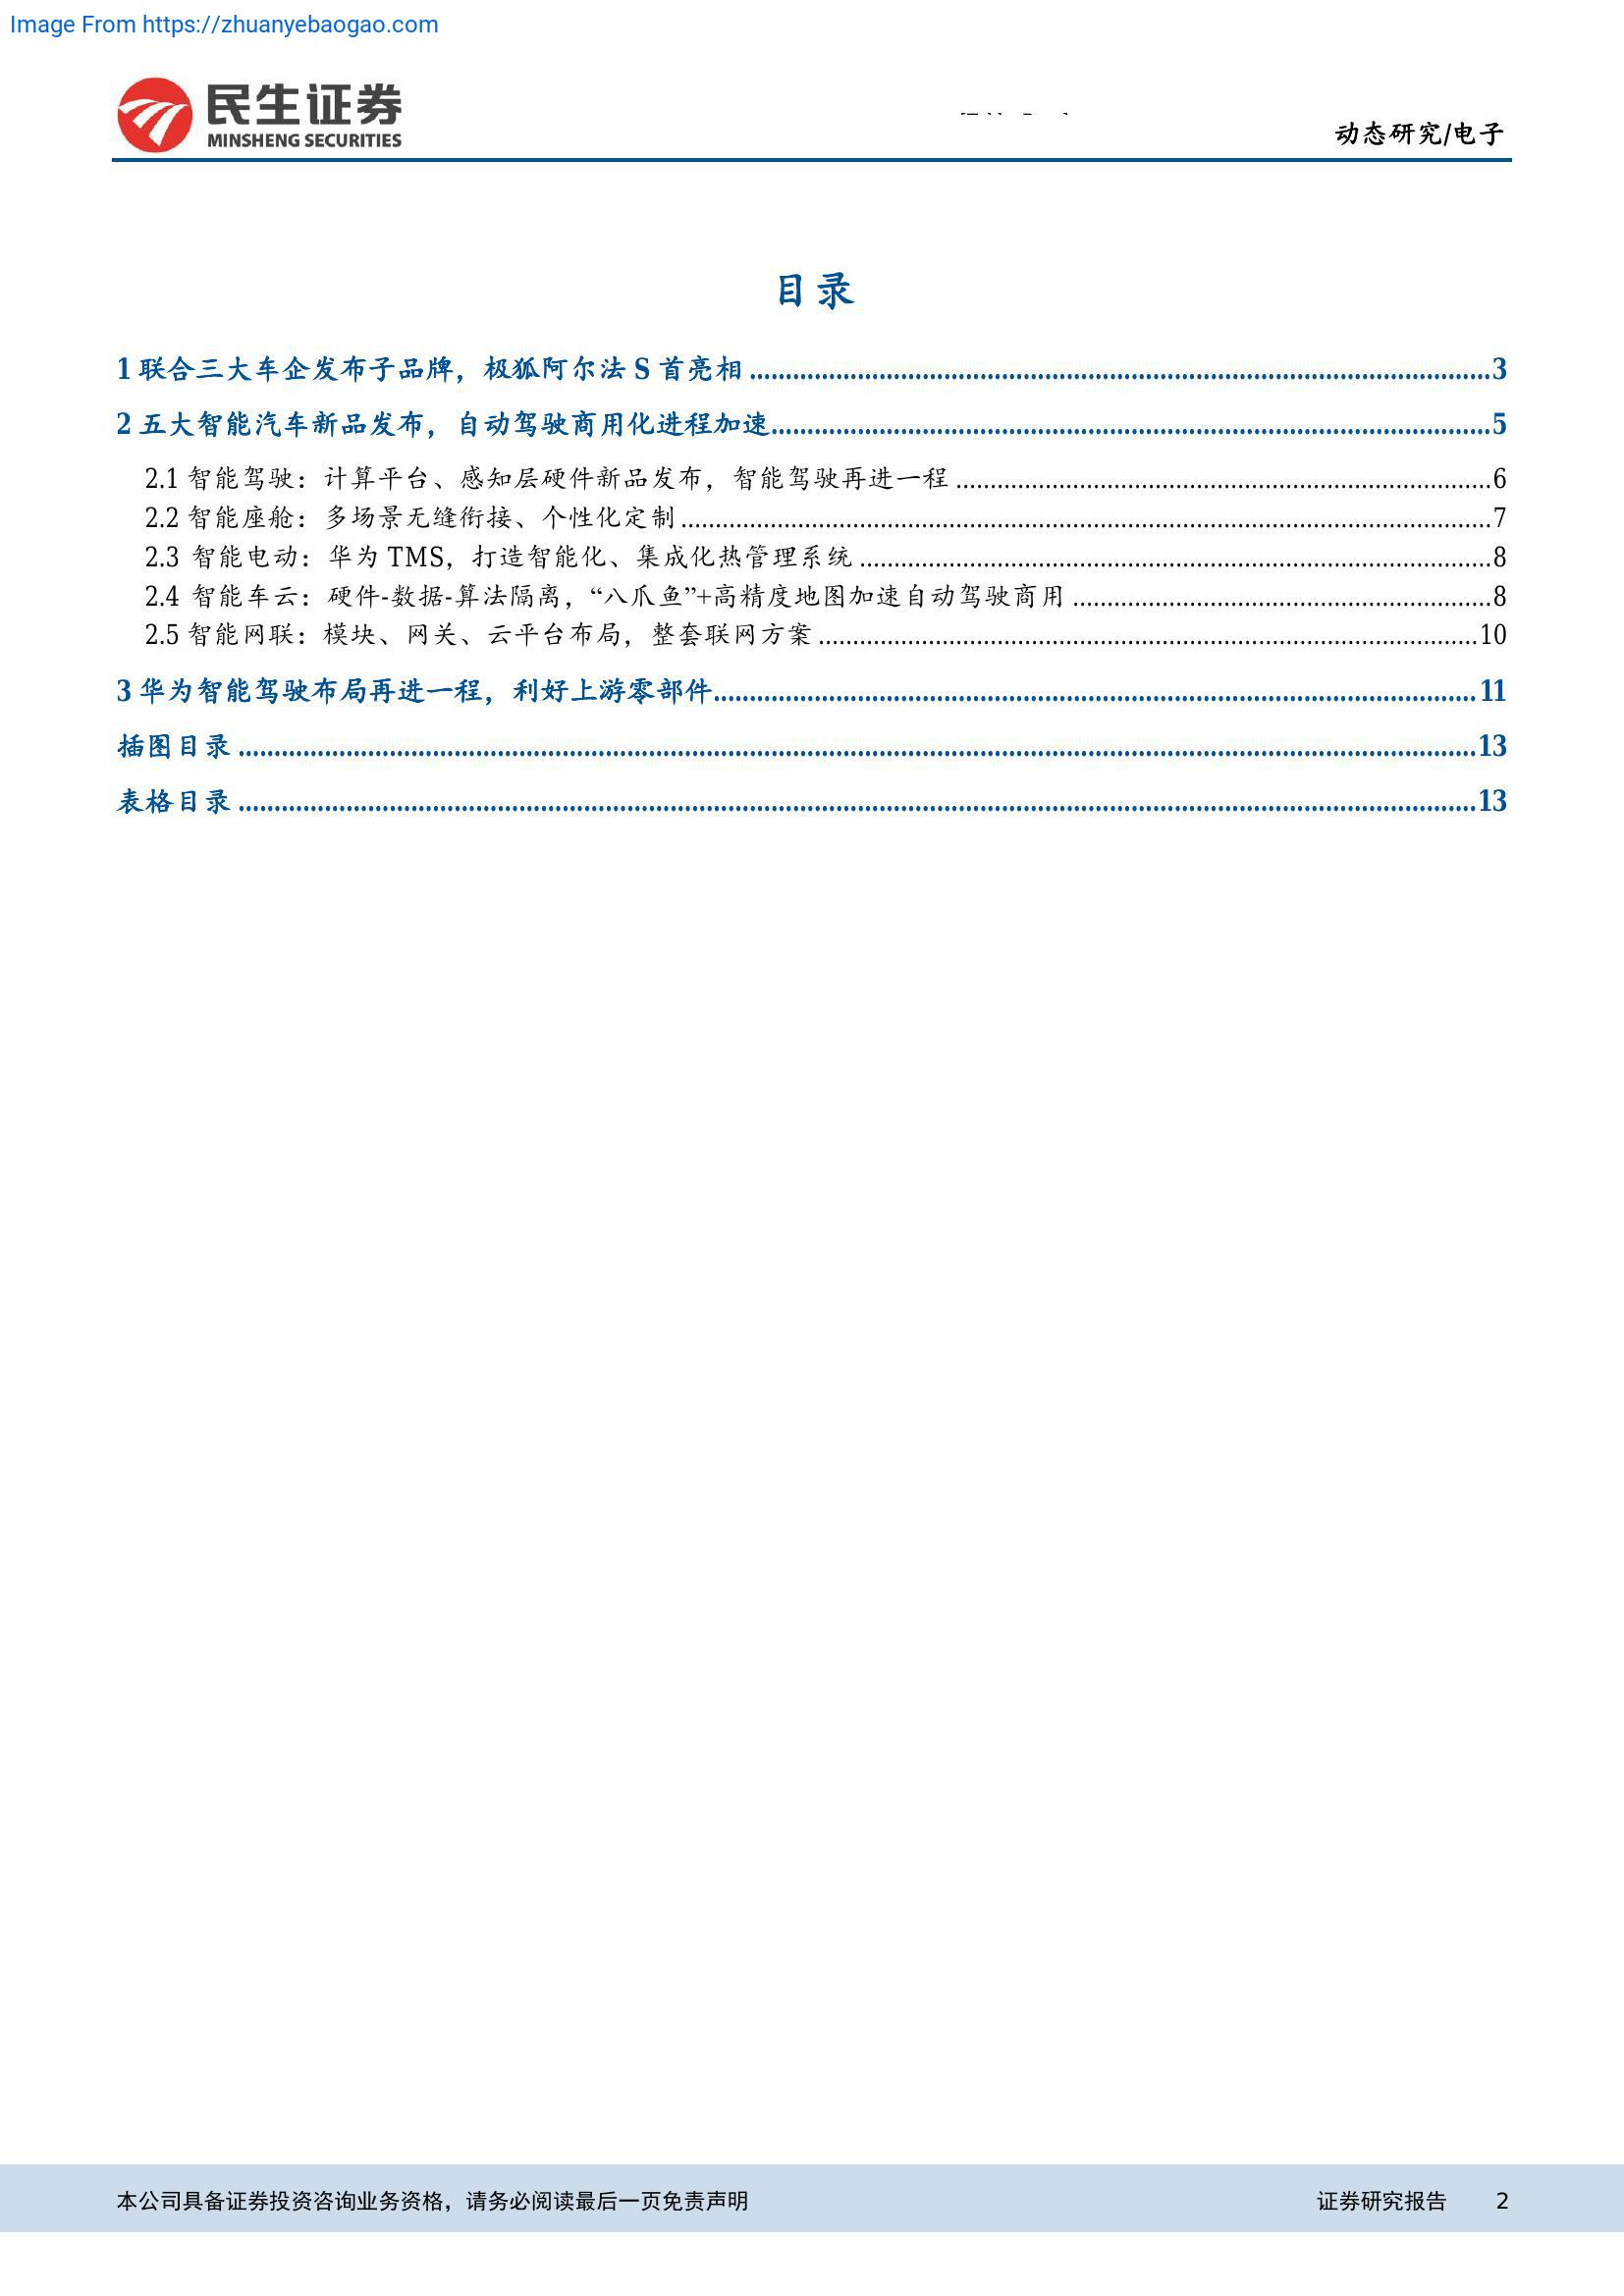 Image From https://zhuanyebaogao.com
民生证券
MINSHENG SECURITIES
动态研究/电子
目录
1 联合三大车企发布子品牌，极狐阿尔法 S 首亮相 3
2 五大智能汽车新品发布，自动驾驶商用化进程加速 5
2.1 智能驾驶：计算平台、感知层硬件新品发布，智能驾驶再进一程 6
2.2 智能座舱：多场景无缝衔接、个性化定制 7
2.3 智能电动：华为 TMS，打造智能化、集成化热管理系统 8
2.4 智能车云：硬件-数据-算法隔离，“八爪鱼”+高精度地图加速自动驾驶商用 8
2.5 智能网联：模块、网关、云平台布局，整套联网方案 10
3 华为智能驾驶布局再进一程，利好上游零部件 11
插图目录 13
表格目录 13
本公司具备证券投资咨询业务资格，请务必阅读最后一页免责声明 证券研究报告 2